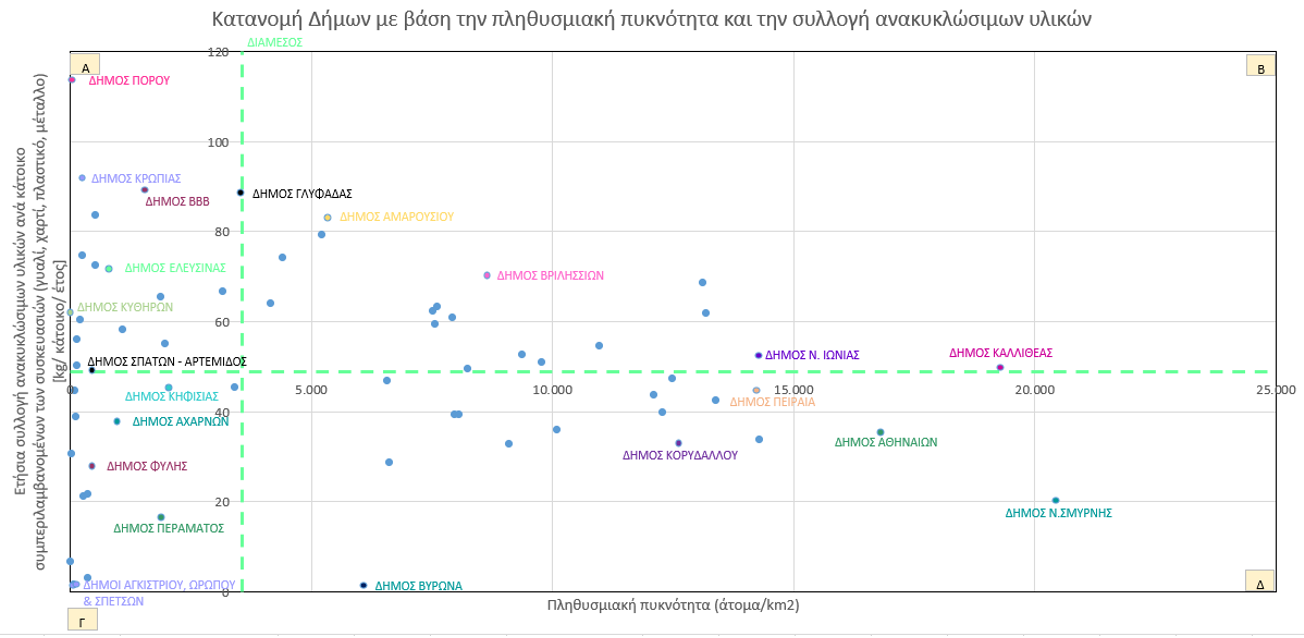 Κατανομή Δήμων με βάση την πληθυσμιακή πυκνότητα και την συλλογή ανακυκλώσιμων υλικών
ΔΙΑΜΕΣΟΣ
Ετήσια συλλογή ανακυκλώσιμων υλικών ανά κάτοικο
συμπεριλαμβανομένων των συσκευασιών (γυαλί, χαρτί, πλαστικό, μέταλλο)
[kg/ κάτοικο/ έτος]
120
Α
Β
ΔΗΜΟΣ ΠΟΡΟΥ
100
ΔΗΜΟΣ ΚΡΩΠΙΑΣ
ΔΗΜΟΣ ΒΒΒ
ΔΗΜΟΣ ΓΛΥΦΑΔΑΣ
ΔΗΜΟΣ ΑΜΑΡΟΥΣΙΟΥ
80
ΔΗΜΟΣ ΕΛΕΥΣΙΝΑΣ
ΔΗΜΟΣ ΒΡΙΛΗΣΣΙΩΝ
ΔΗΜΟΣ ΚΥΘΗΡΩΝ
60
ΔΗΜΟΣ ΣΠΑΤΩΝ - ΑΡΤΕΜΙΔΟΣ
ΔΗΜΟΣ Ν. ΙΩΝΙΑΣ
ΔΗΜΟΣ ΚΑΛΛΙΘΕΑΣ
0
5.000
10.000
15.000
20.000
25.000
ΔΗΜΟΣ ΚΗΦΙΣΙΑΣ
ΔΗΜΟΣ ΠΕΙΡΑΙΑ
40
ΔΗΜΟΣ ΑΧΑΡΝΩΝ
ΔΗΜΟΣ ΑΘΗΝΑΙΩΝ
ΔΗΜΟΣ ΚΟΡΥΔΑΛΛΟΥ
ΔΗΜΟΣ ΦΥΛΗΣ
20
ΔΗΜΟΣ Ν.ΣΜΥΡΝΗΣ
ΔΗΜΟΣ ΠΕΡΑΜΑΤΟΣ
ΔΗΜΟΙ ΑΓΚΙΣΤΡΙΟΥ, ΩΡΩΠΟΥ
& ΣΠΕΤΣΩΝ
0
ΔΗΜΟΣ ΒΥΡΩΝΑ
Δ
Πληθυσμιακή πυκνότητα (άτομα/km2)
Γ